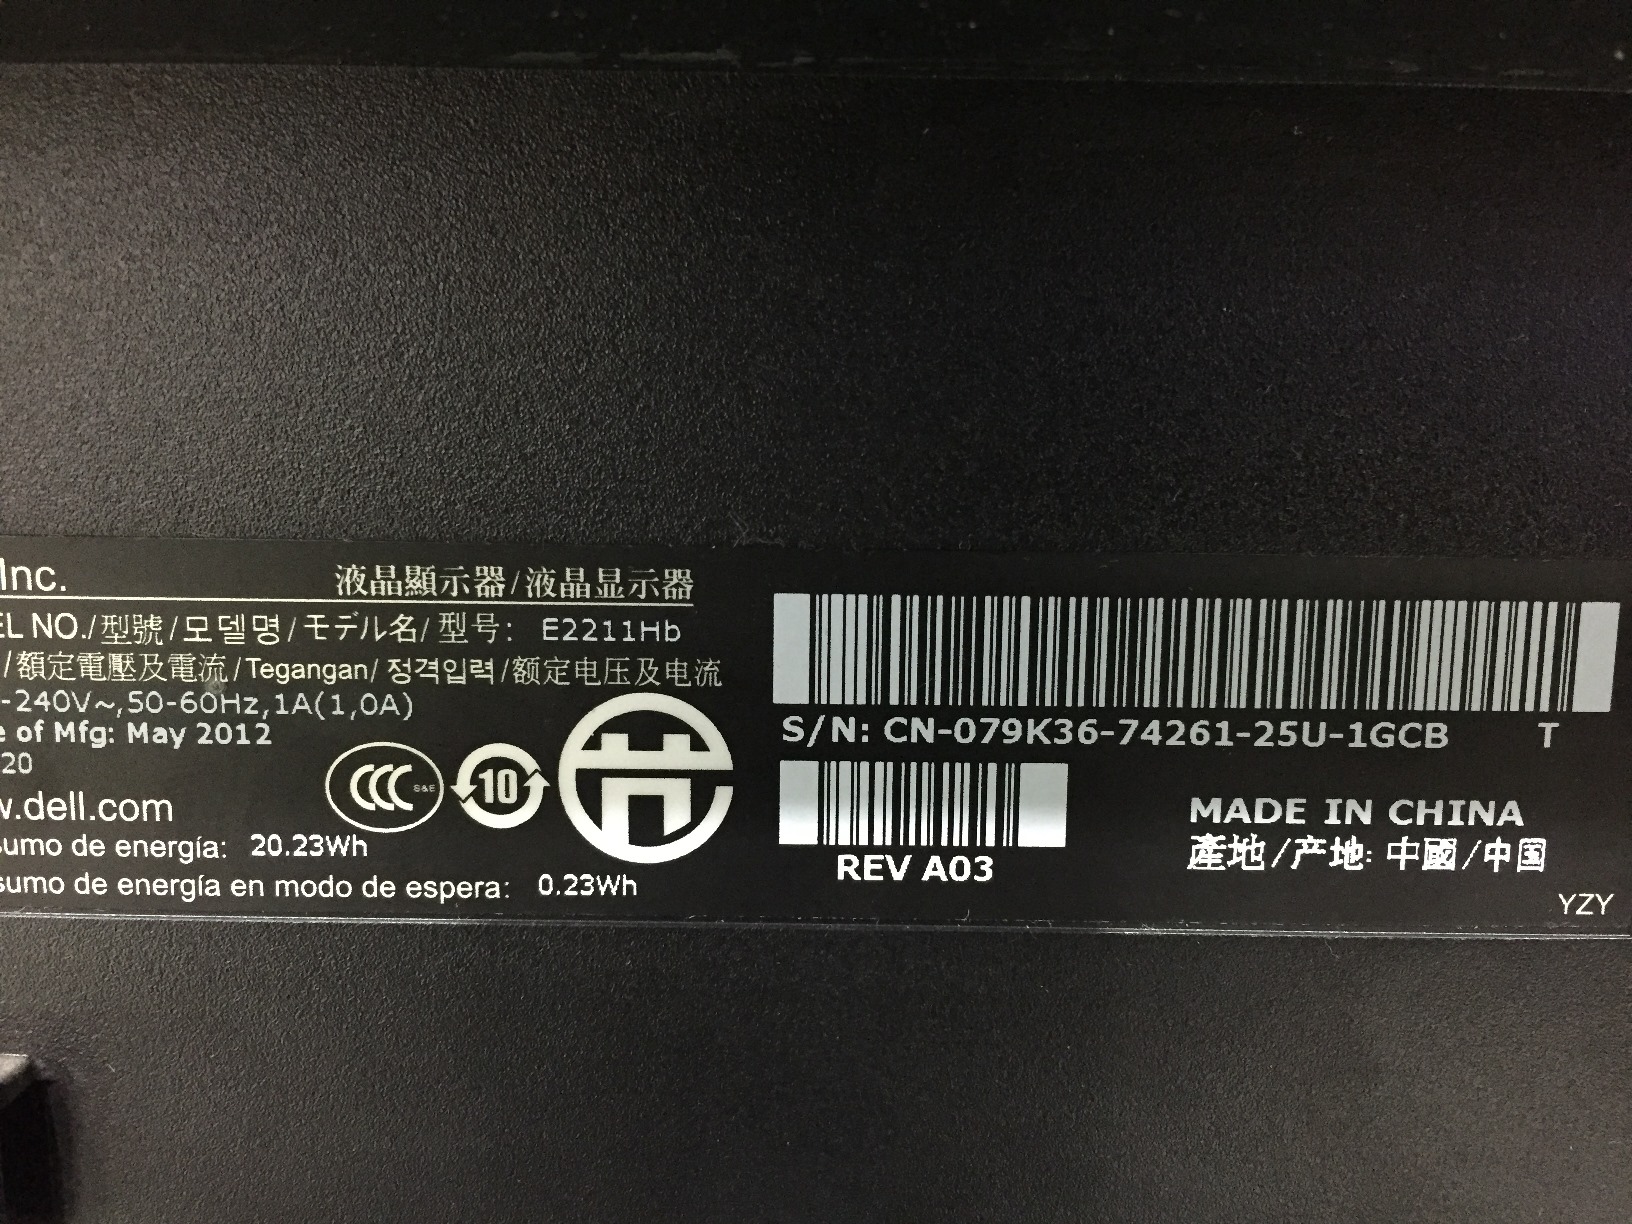 Inc. 液晶顯示器/液晶显示器
EL NO./型號/모델명/モデル名/型号: E2211Hb
/額定電壓及電流/Tegangan/정격입력/额定电压及电流
-240V~,50-60Hz,1A(1,0A)
e of Mfg: May 2012
20
w.dell.com
CCC S&E
10
sumo de energía: 20.23Wh
sumo de energía en modo de espera: 0.23Wh
S/N: CN-079K36-74261-25U-1GCB T
REV A03
MADE IN CHINA
產地/产地: 中國/中国
YZY